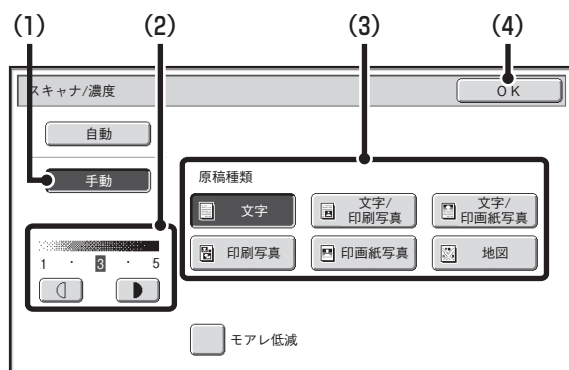 (1) (2) (3) (4)
スキャナ/濃度
OK
自動
手動
1 · 3 · 5
原稿種類
文字
文字/
印刷写真
文字/
印画紙写真
印刷写真
印画紙写真
地図
モアレ低減